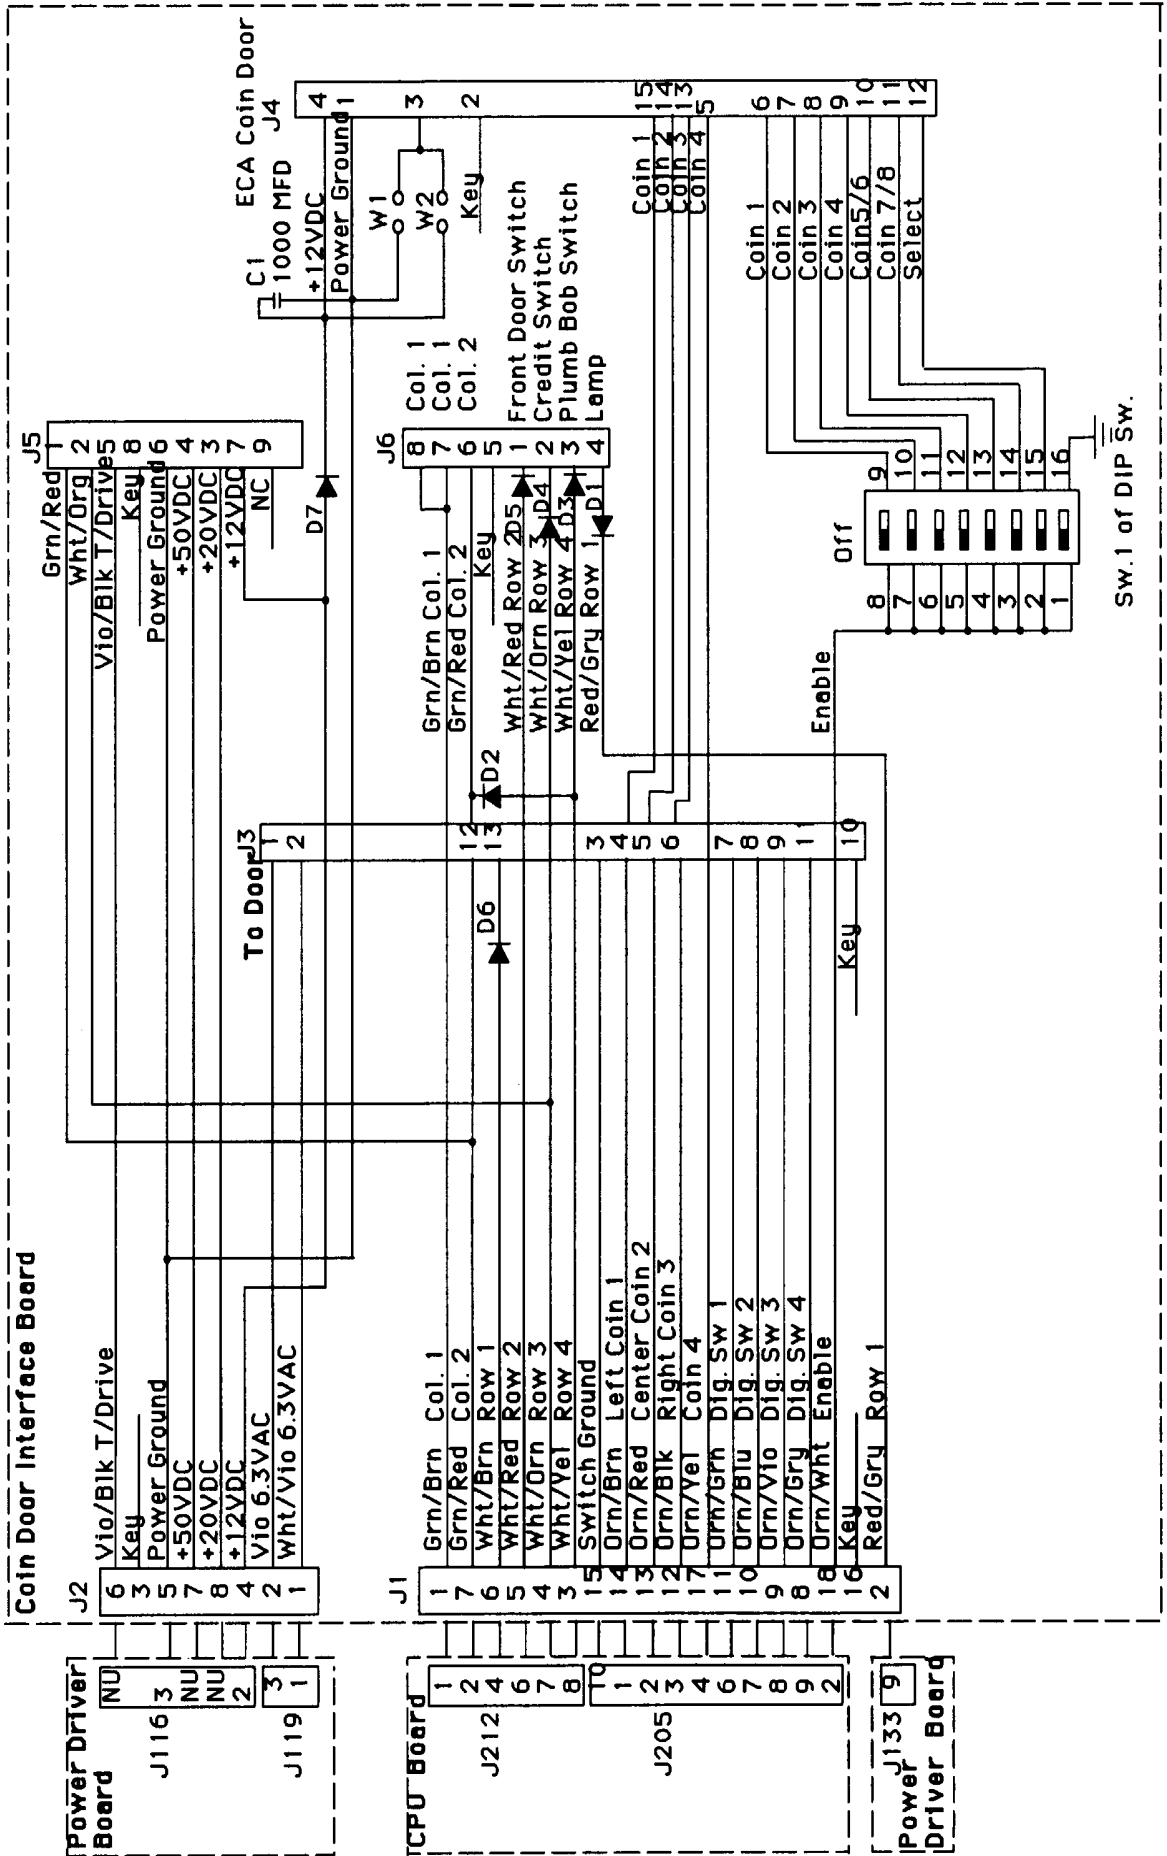 Coin Door Interface Board
Power Driver
Board
J116
NU
3
NU
NU
2
J119
3
1
J2
6
3
5
7
8
4
2
1
Vio/Blk T/Drive
Key
Power Ground
+50VDC
+20VDC
+12VDC
Vio 6.3VAC
Wht/Vio 6.3VAC
J5
1
2
5
8
6
4
3
7
9
Grn/Red
Wht/Org
Vio/Blk T/Drive
Key
Power Ground
+50VDC
+20VDC
+12VDC
NC
D7
C1
1000 MFD
ECA Coin Door
J4
4
1
3
2
15
14
13
5
6
7
8
9
10
11
12
+12VDC
Power Ground
W1
W2
Key
Coin 1
Coin 2
Coin 3
Coin 4
Coin 1
Coin 2
Coin 3
Coin 4
Coin5/6
Coin 7/8
Select
CPU Board
J212
1
2
4
6
7
8
J205
10
1
2
3
4
6
7
8
9
2
J1
1
7
6
5
4
3
15
14
13
12
17
11
10
9
8
18
16
2
Grn/Brn Col. 1
Grn/Red Col. 2
Wht/Brn Row 1
Wht/Red Row 2
Wht/Orn Row 3
Wht/Yel Row 4
Switch Ground
Orn/Brn Left Coin 1
Orn/Red Center Coin 2
Orn/Blk Right Coin 3
Orn/Yel Coin 4
Orn/Grn Dig. Sw 1
Orn/Blu Dig. Sw 2
Orn/Vio Dig. Sw 3
Orn/Gry Dig. Sw 4
Orn/Wht Enable
Key
Red/Gry Row 1
To Door
J3
1
2
12
13
3
4
5
6
7
8
9
11
10
D6
D2
Key
Grn/Brn Col. 1
Grn/Red Col. 2
Key
Wht/Red Row 2
Wht/Orn Row 3
Wht/Yel Row 4
Red/Gry Row 1
D5
D4
D3
D1
J6
8
7
6
5
1
2
3
4
Col. 1
Col. 1
Col. 2
Front Door Switch
Credit Switch
Plumb Bob Switch
Lamp
Enable
Off
8
7
6
5
4
3
2
1
9
10
11
12
13
14
15
16
Sw.1 of DIP Sw.
J133
9
Power
Driver Board